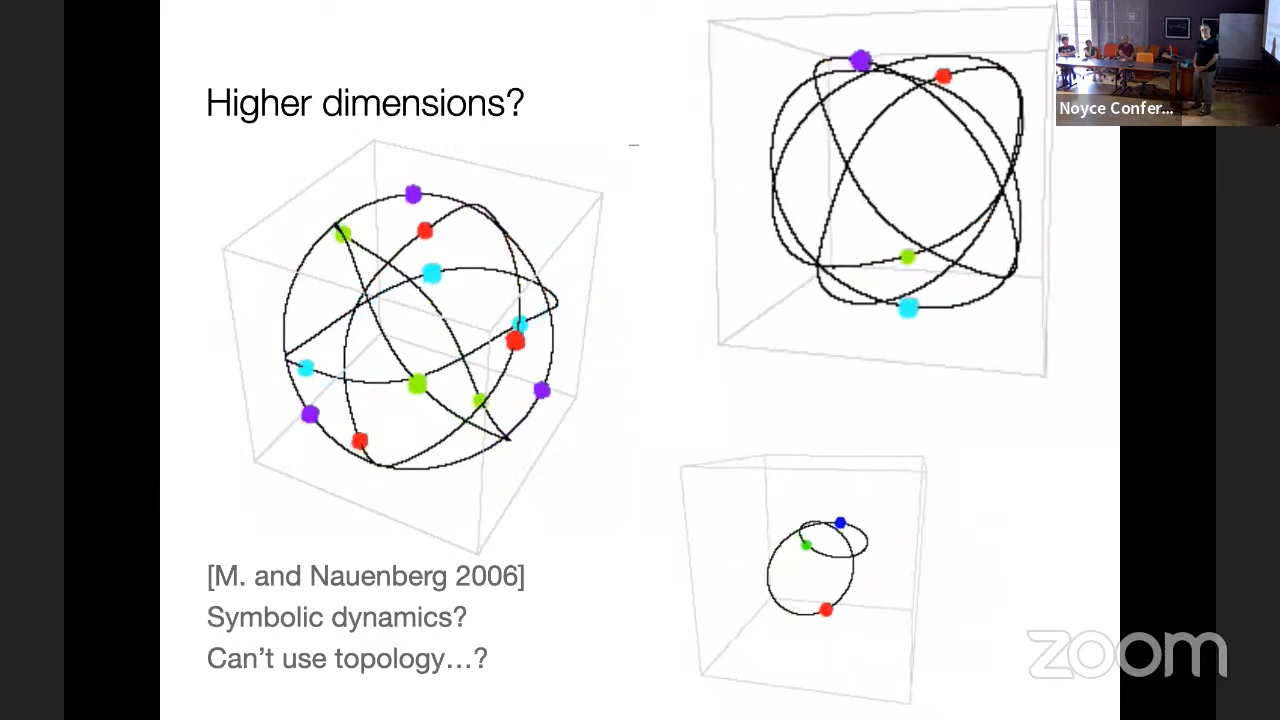 Higher dimensions?
Noyce Confer...
[M. and Nauenberg 2006]
Symbolic dynamics?
Can't use topology…?
zoom